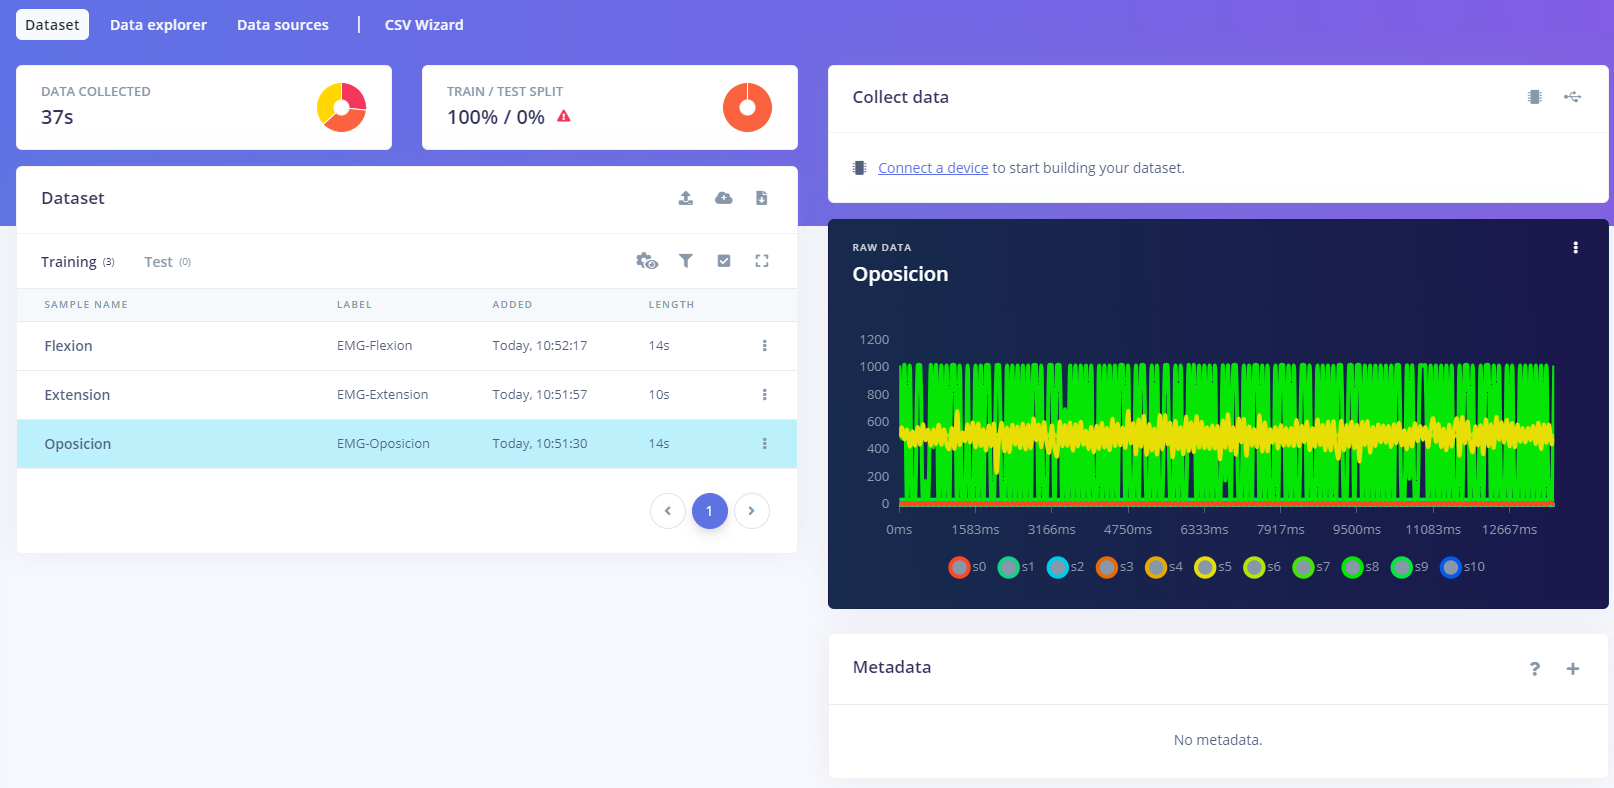 Dataset Data explorer Data sources | CSV Wizard
DATA COLLECTED
37s
TRAIN / TEST SPLIT
100% / 0%
Dataset
Training (3) Test (0)
SAMPLE NAME LABEL ADDED LENGTH
Flexion EMG-Flexion Today, 10:52:17 14s
Extension EMG-Extension Today, 10:51:57 10s
Oposicion EMG-Oposicion Today, 10:51:30 14s
1
Collect data
Connect a device to start building your dataset.
RAW DATA
Oposicion
1200
1000
800
600
400
200
0
0ms 1583ms 3166ms 4750ms 6333ms 7917ms 9500ms 11083ms 12667ms
s0 s1 s2 s3 s4 s5 s6 s7 s8 s9 s10
Metadata
No metadata.